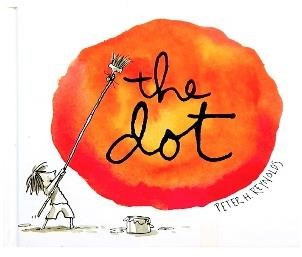 the
dot
PETER H. REYNOLDS